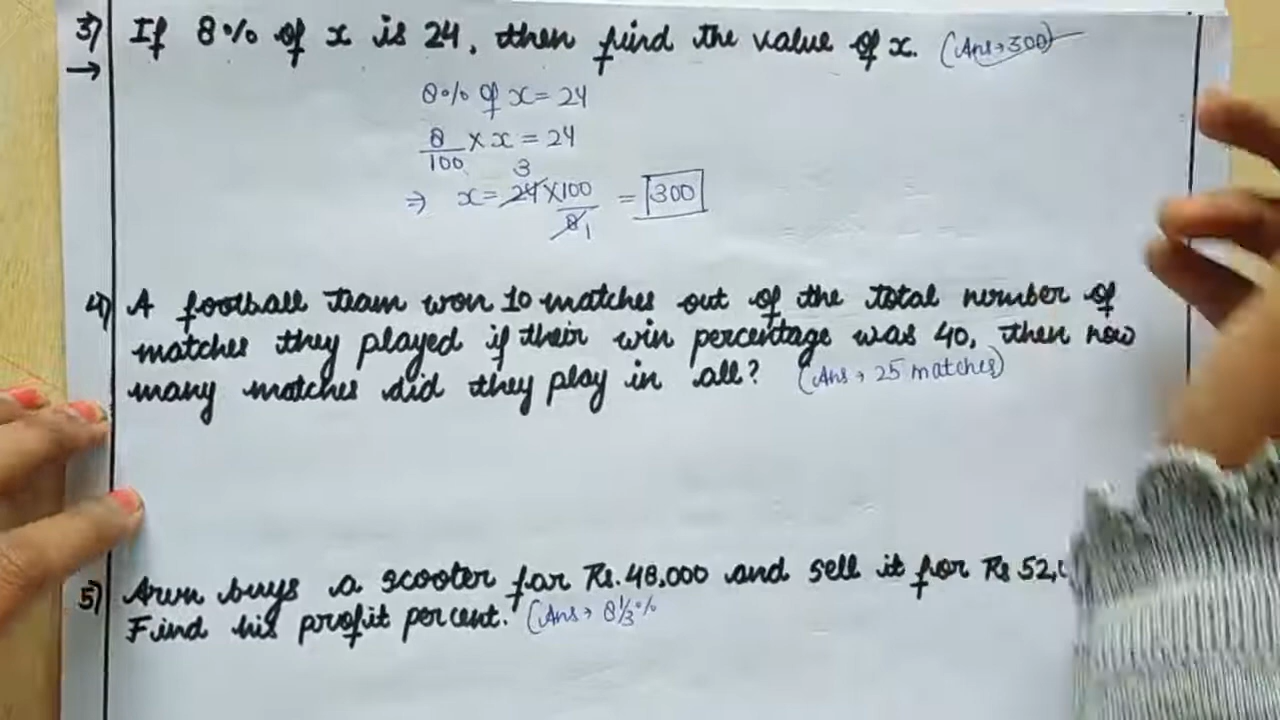 3) If 8% of x is 24, then find the value of x. (Ans→300)
→
8% of x = 24
8/100 × x = 24
3
⇒ x = 24×100/8 1 = 300
4) A football team won 10 matches out of the total number of
matches they played if their win percentage was 40, then how
many matches did they play in all? (Ans→ 25 matches)
5) Arun buys a scooter for Rs. 48,000 and sell it for Rs 52,
Find his profit percent. (Ans→ 8⅓%